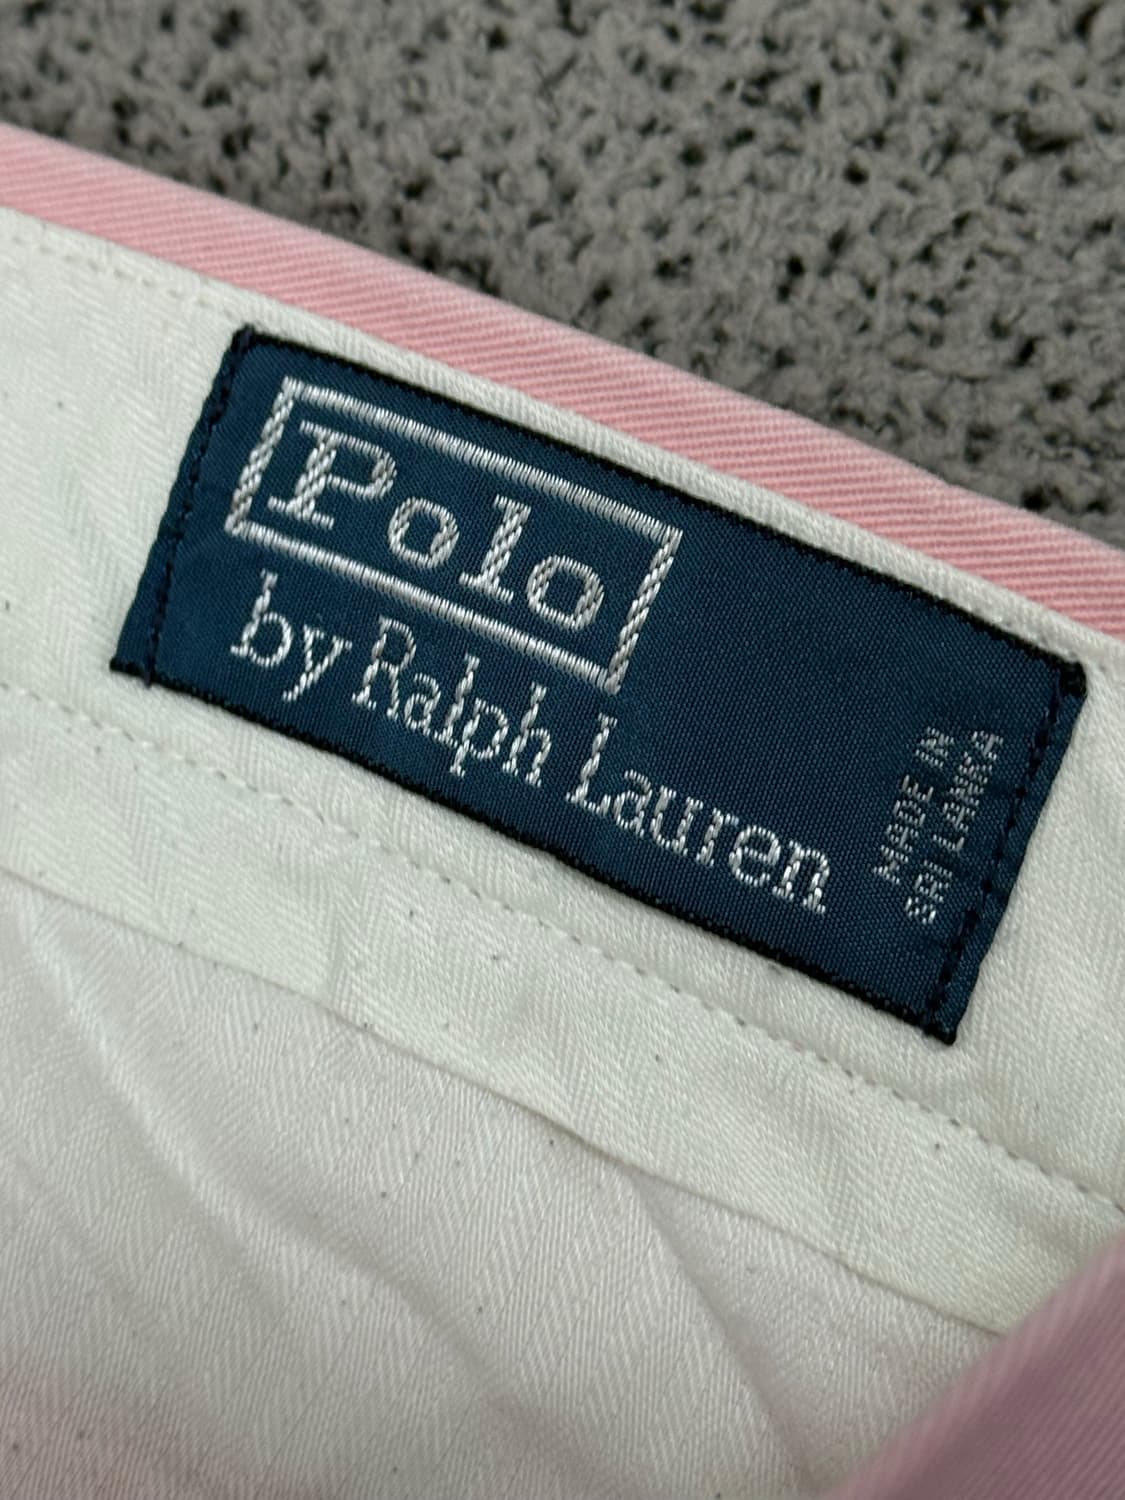 Polo
by Ralph Lauren
MADE IN
SRI LANKA